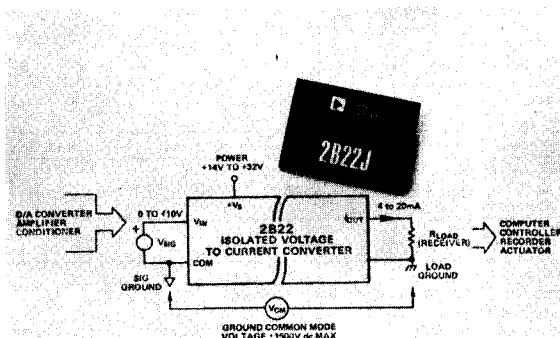 2B22J
POWER
+14V TO +32V
+VS
D/A CONVERTER
AMPLIFIER
CONDITIONER
0 TO +10V
+
VIN
VSIG
COM
SIG
GROUND
2B22
ISOLATED VOLTAGE
TO CURRENT CONVERTER
IOUT
4 to 20mA
RLOAD
(RECEIVER)
LOAD
GROUND
COMPUTER
CONTROLLER
RECORDER
ACTUATOR
VCM
GROUND COMMON MODE
VOLTAGE ±1500V dc MAX